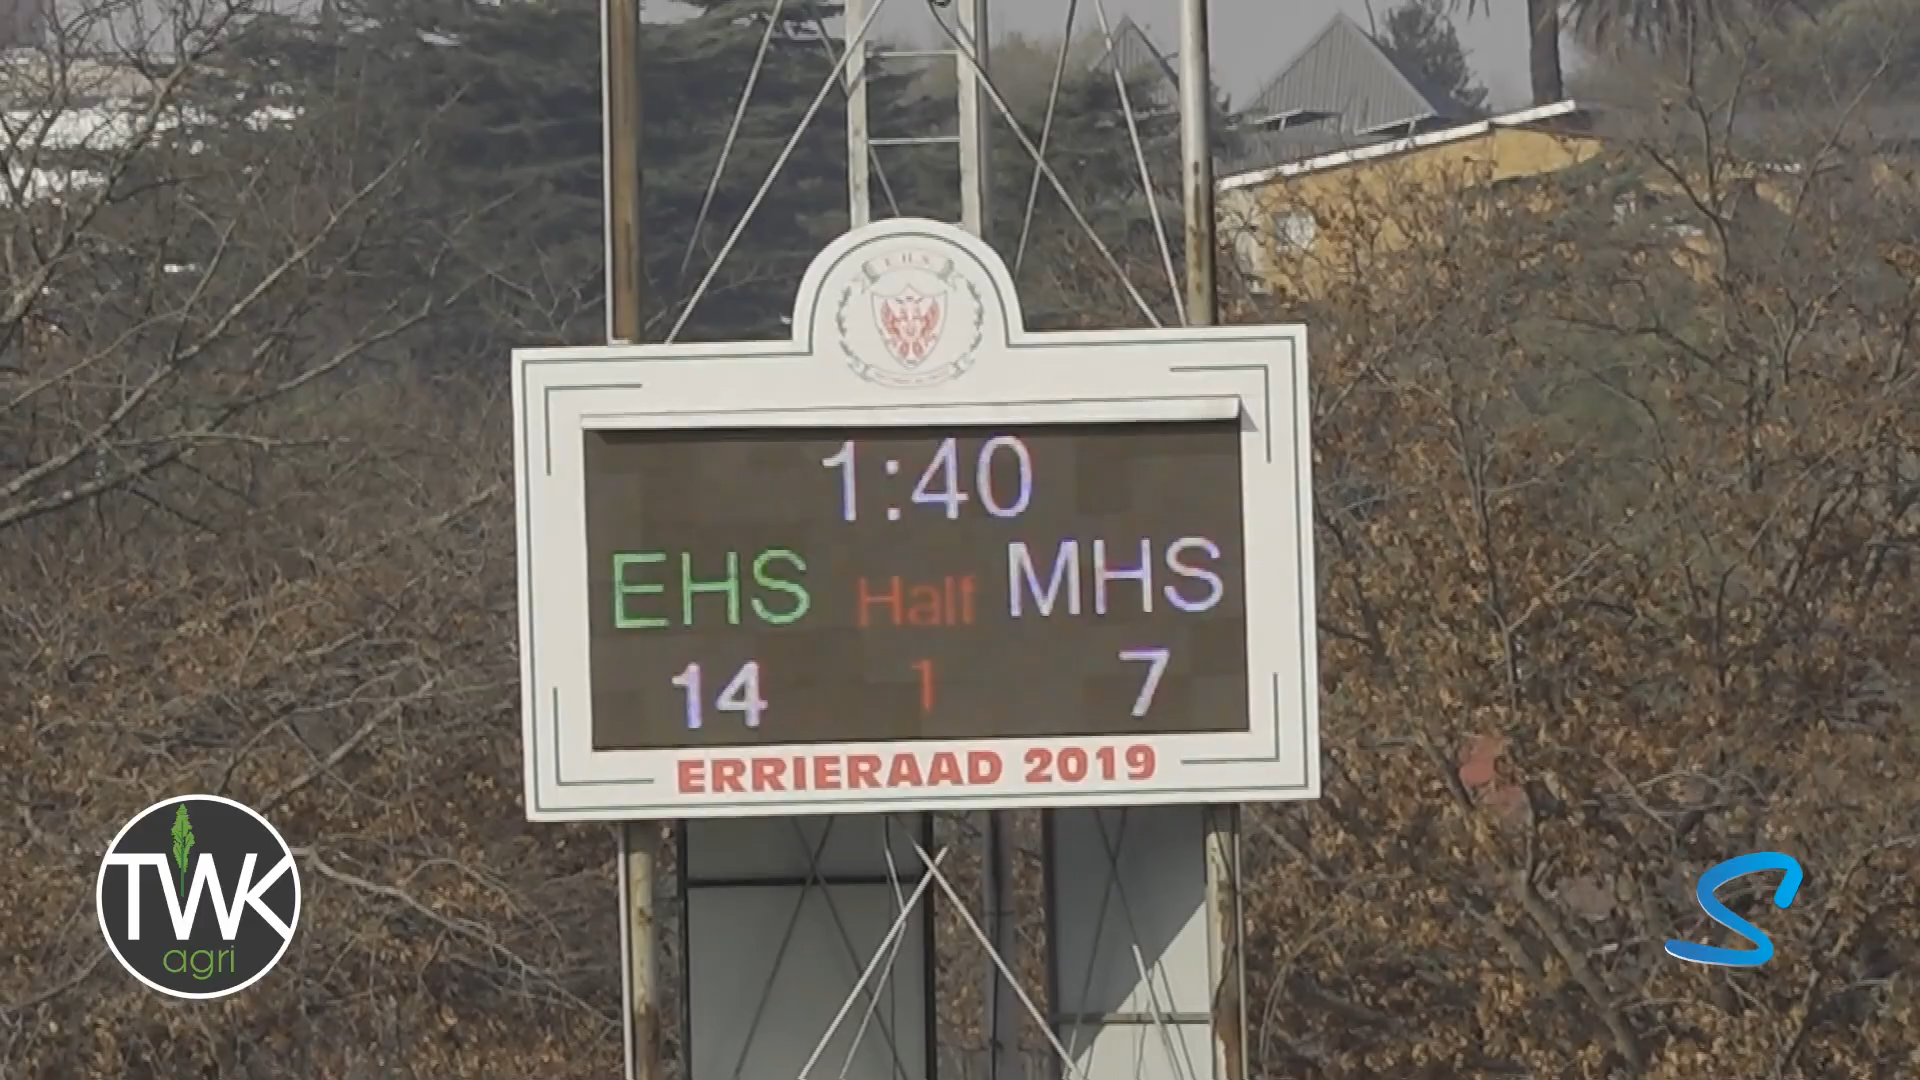 E.H.S
1:40
EHS Half MHS
14 1 7
ERRIERAAD 2019
TWK
agri
S